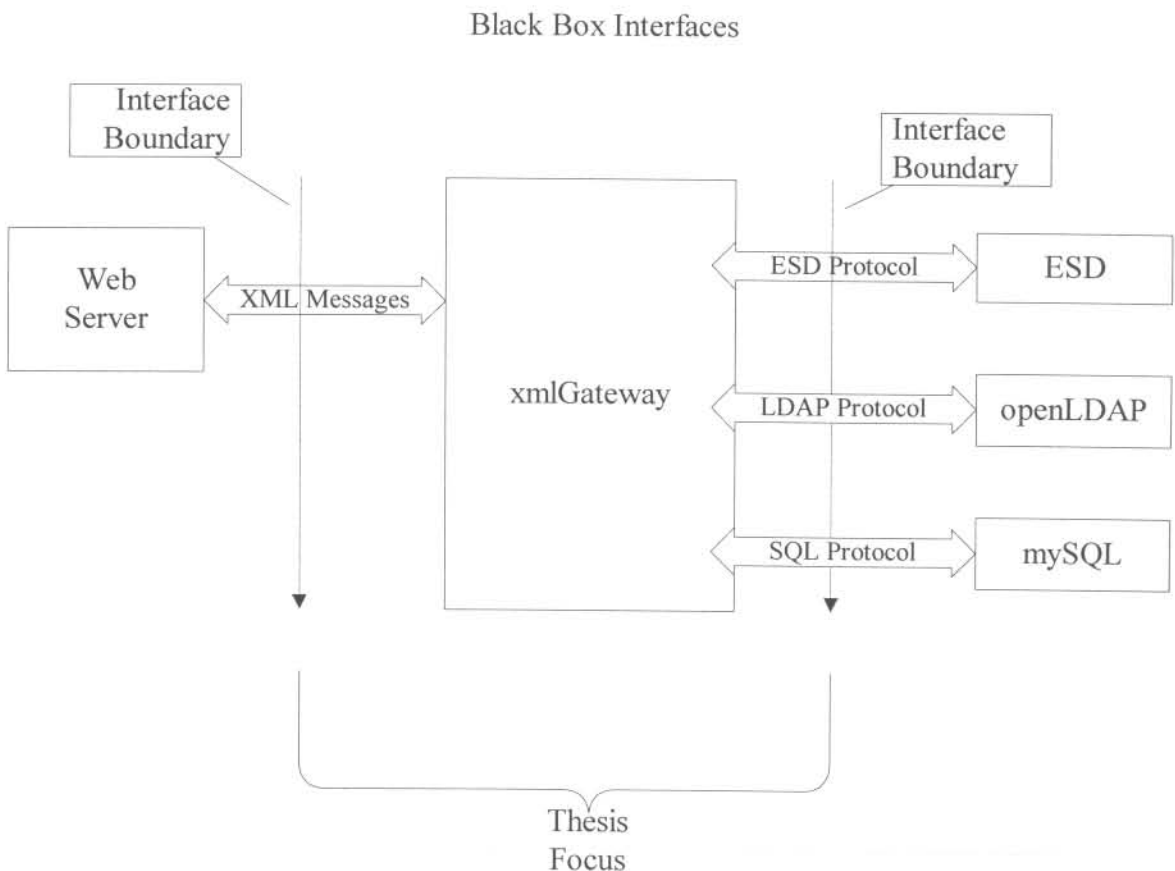 Black Box Interfaces
Interface
Boundary
Interface
Boundary
Web
Server
XML Messages
xmlGateway
ESD Protocol
ESD
LDAP Protocol
openLDAP
SQL Protocol
mySQL
Thesis
Focus